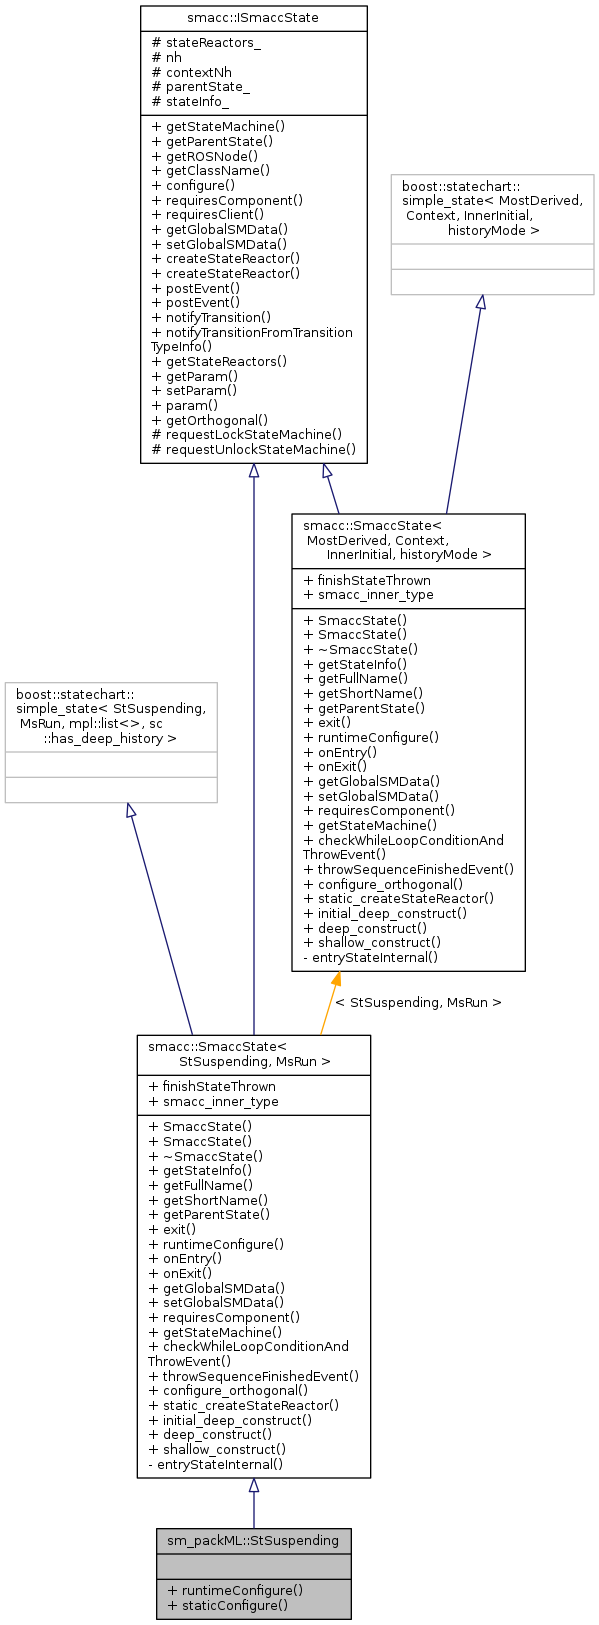 smacc::ISmaccState
# stateReactors_
# nh
# contextNh
# parentState_
# stateInfo_
+ getStateMachine()
+ getParentState()
+ getROSNode()
+ getClassName()
+ configure()
+ requiresComponent()
+ requiresClient()
+ getGlobalSMData()
+ setGlobalSMData()
+ createStateReactor()
+ createStateReactor()
+ postEvent()
+ postEvent()
+ notifyTransition()
+ notifyTransitionFromTransition
TypeInfo()
+ getStateReactors()
+ getParam()
+ setParam()
+ param()
+ getOrthogonal()
# requestLockStateMachine()
# requestUnlockStateMachine()
boost::statechart::
simple_state< MostDerived,
Context, InnerInitial,
historyMode >
smacc::SmaccState<
MostDerived, Context,
InnerInitial, historyMode >
+ finishStateThrown
+ smacc_inner_type
+ SmaccState()
+ SmaccState()
+ ~SmaccState()
+ getStateInfo()
+ getFullName()
+ getShortName()
+ getParentState()
+ exit()
+ runtimeConfigure()
+ onEntry()
+ onExit()
+ getGlobalSMData()
+ setGlobalSMData()
+ requiresComponent()
+ getStateMachine()
+ checkWhileLoopConditionAnd
ThrowEvent()
+ throwSequenceFinishedEvent()
+ configure_orthogonal()
+ static_createStateReactor()
+ initial_deep_construct()
+ deep_construct()
+ shallow_construct()
- entryStateInternal()
boost::statechart::
simple_state< StSuspending,
MsRun, mpl::list<>, sc
::has_deep_history >
< StSuspending, MsRun >
smacc::SmaccState<
StSuspending, MsRun >
+ finishStateThrown
+ smacc_inner_type
+ SmaccState()
+ SmaccState()
+ ~SmaccState()
+ getStateInfo()
+ getFullName()
+ getShortName()
+ getParentState()
+ exit()
+ runtimeConfigure()
+ onEntry()
+ onExit()
+ getGlobalSMData()
+ setGlobalSMData()
+ requiresComponent()
+ getStateMachine()
+ checkWhileLoopConditionAnd
ThrowEvent()
+ throwSequenceFinishedEvent()
+ configure_orthogonal()
+ static_createStateReactor()
+ initial_deep_construct()
+ deep_construct()
+ shallow_construct()
- entryStateInternal()
sm_packML::StSuspending
+ runtimeConfigure()
+ staticConfigure()